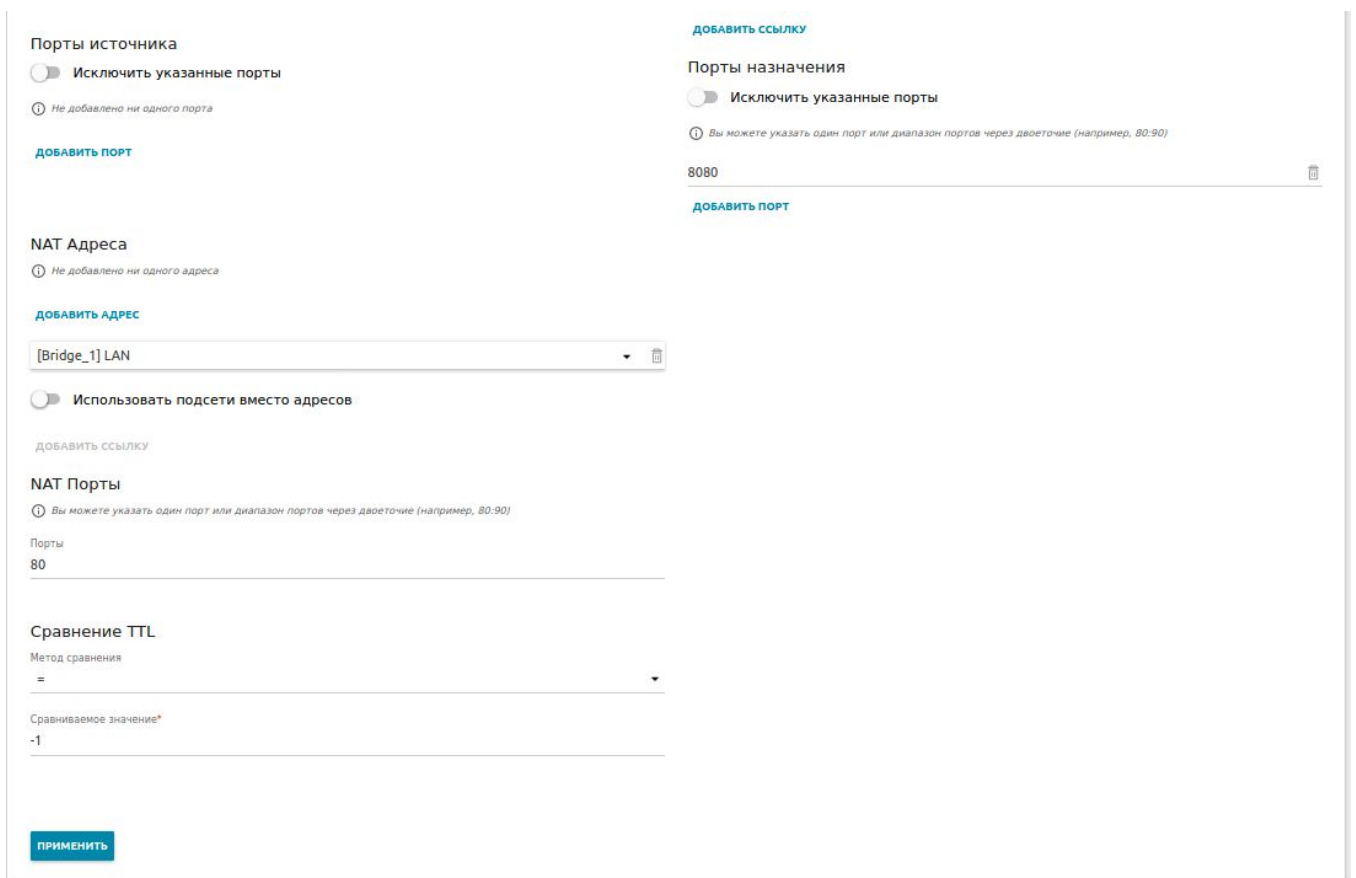 Порты источника
Исключить указанные порты
Не добавлено ни одного порта
ДОБАВИТЬ ПОРТ
ДОБАВИТЬ ССЫЛКУ
Порты назначения
Исключить указанные порты
Вы можете указать один порт или диапазон портов через двоеточие (например, 80:90)
8080
ДОБАВИТЬ ПОРТ
NAT Адреса
Не добавлено ни одного адреса
ДОБАВИТЬ АДРЕС
[Bridge_1] LAN
Использовать подсети вместо адресов
ДОБАВИТЬ ССЫЛКУ
NAT Порты
Вы можете указать один порт или диапазон портов через двоеточие (например, 80:90)
Порты
80
Сравнение TTL
Метод сравнения
=
Сравниваемое значение*
-1
ПРИМЕНИТЬ